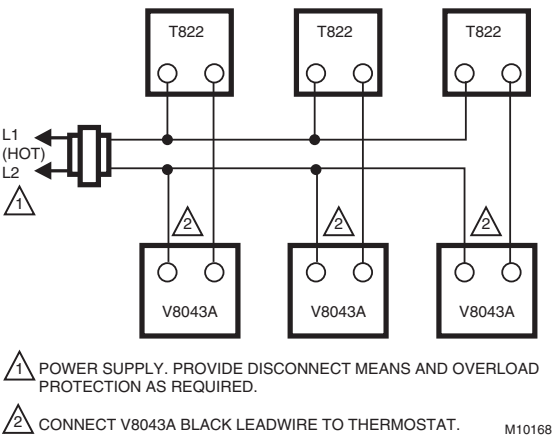 T822 T822 T822
L1
(HOT)
L2
1
2 2 2
V8043A V8043A V8043A
1 POWER SUPPLY. PROVIDE DISCONNECT MEANS AND OVERLOAD
PROTECTION AS REQUIRED.
2 CONNECT V8043A BLACK LEADWIRE TO THERMOSTAT.
M10168